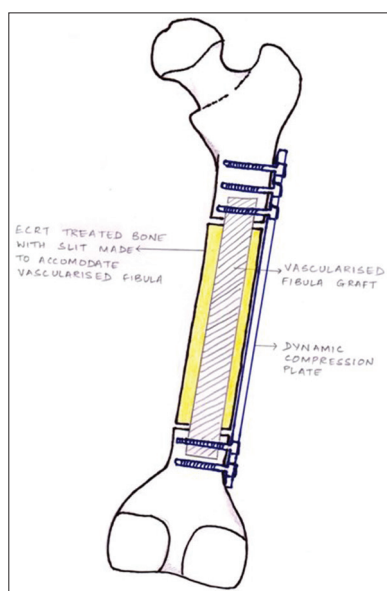 ECRT TREATED BONE
WITH SLIT MADE
TO ACCOMODATE
VASCULARISED FIBULA
VASCULARISED
FIBULA GRAFT
DYNAMIC
COMPRESSION
PLATE